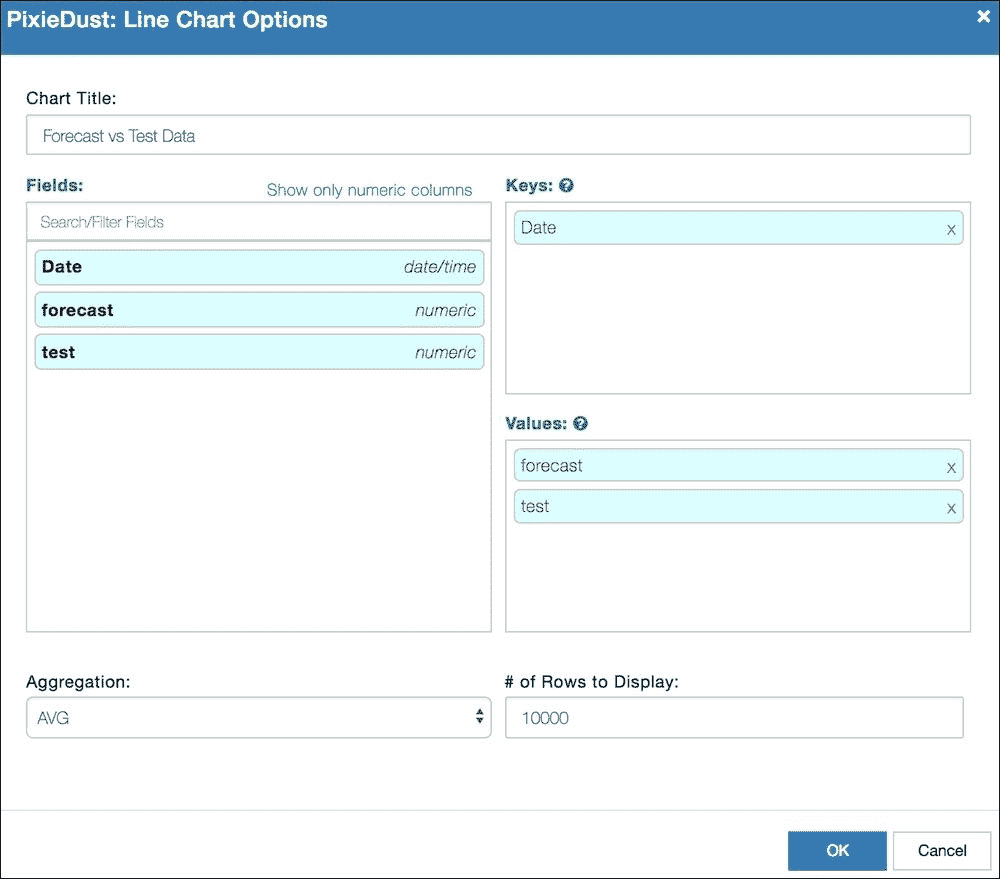 PixieDust: Line Chart Options
×
Chart Title:
Forecast vs Test Data
Fields:
Show only numeric columns
Search/Filter Fields
Date date/time
forecast numeric
test numeric
Keys: ?
Date x
Values: ?
forecast x
test x
Aggregation:
AVG
# of Rows to Display:
10000
OK
Cancel